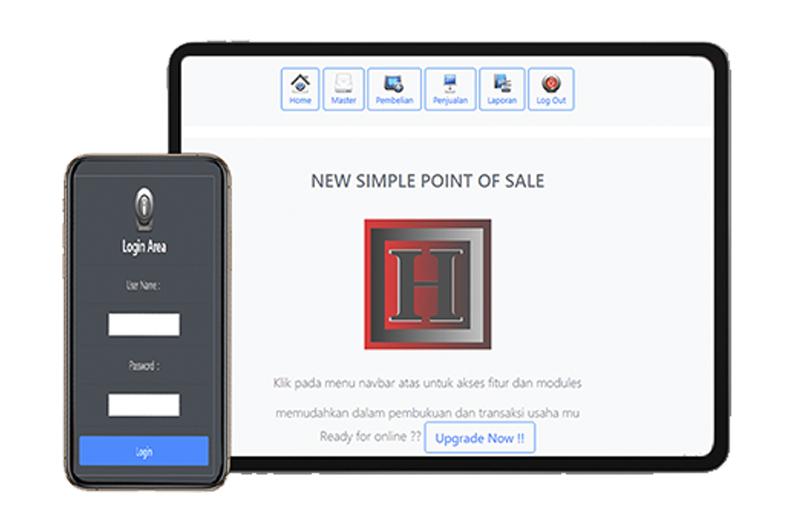 Home
Master
Pembelian
Penjualan
Laporan
Log Out
NEW SIMPLE POINT OF SALE
H
Klik pada menu navbar atas untuk akses fitur dan modules
memudahkan dalam pembukuan dan transaksi usaha mu
Ready for online ?? Upgrade Now !!
Login Area
User Name :
Password :
Login